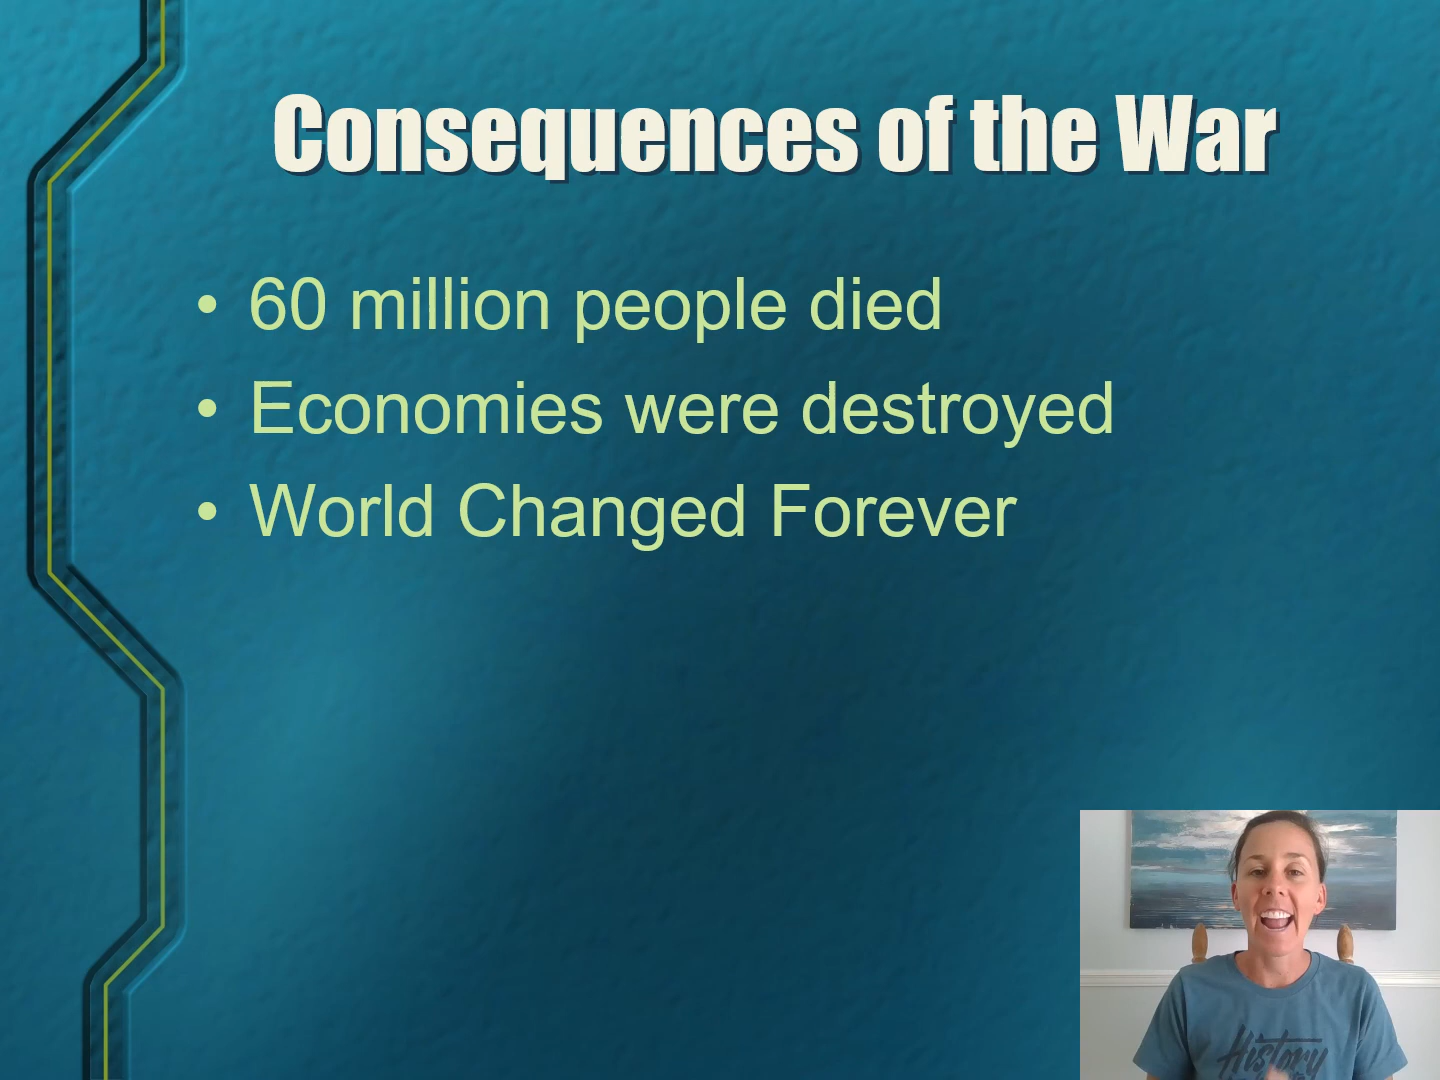 Consequences of the War
• 60 million people died
• Economies were destroyed
• World Changed Forever
History